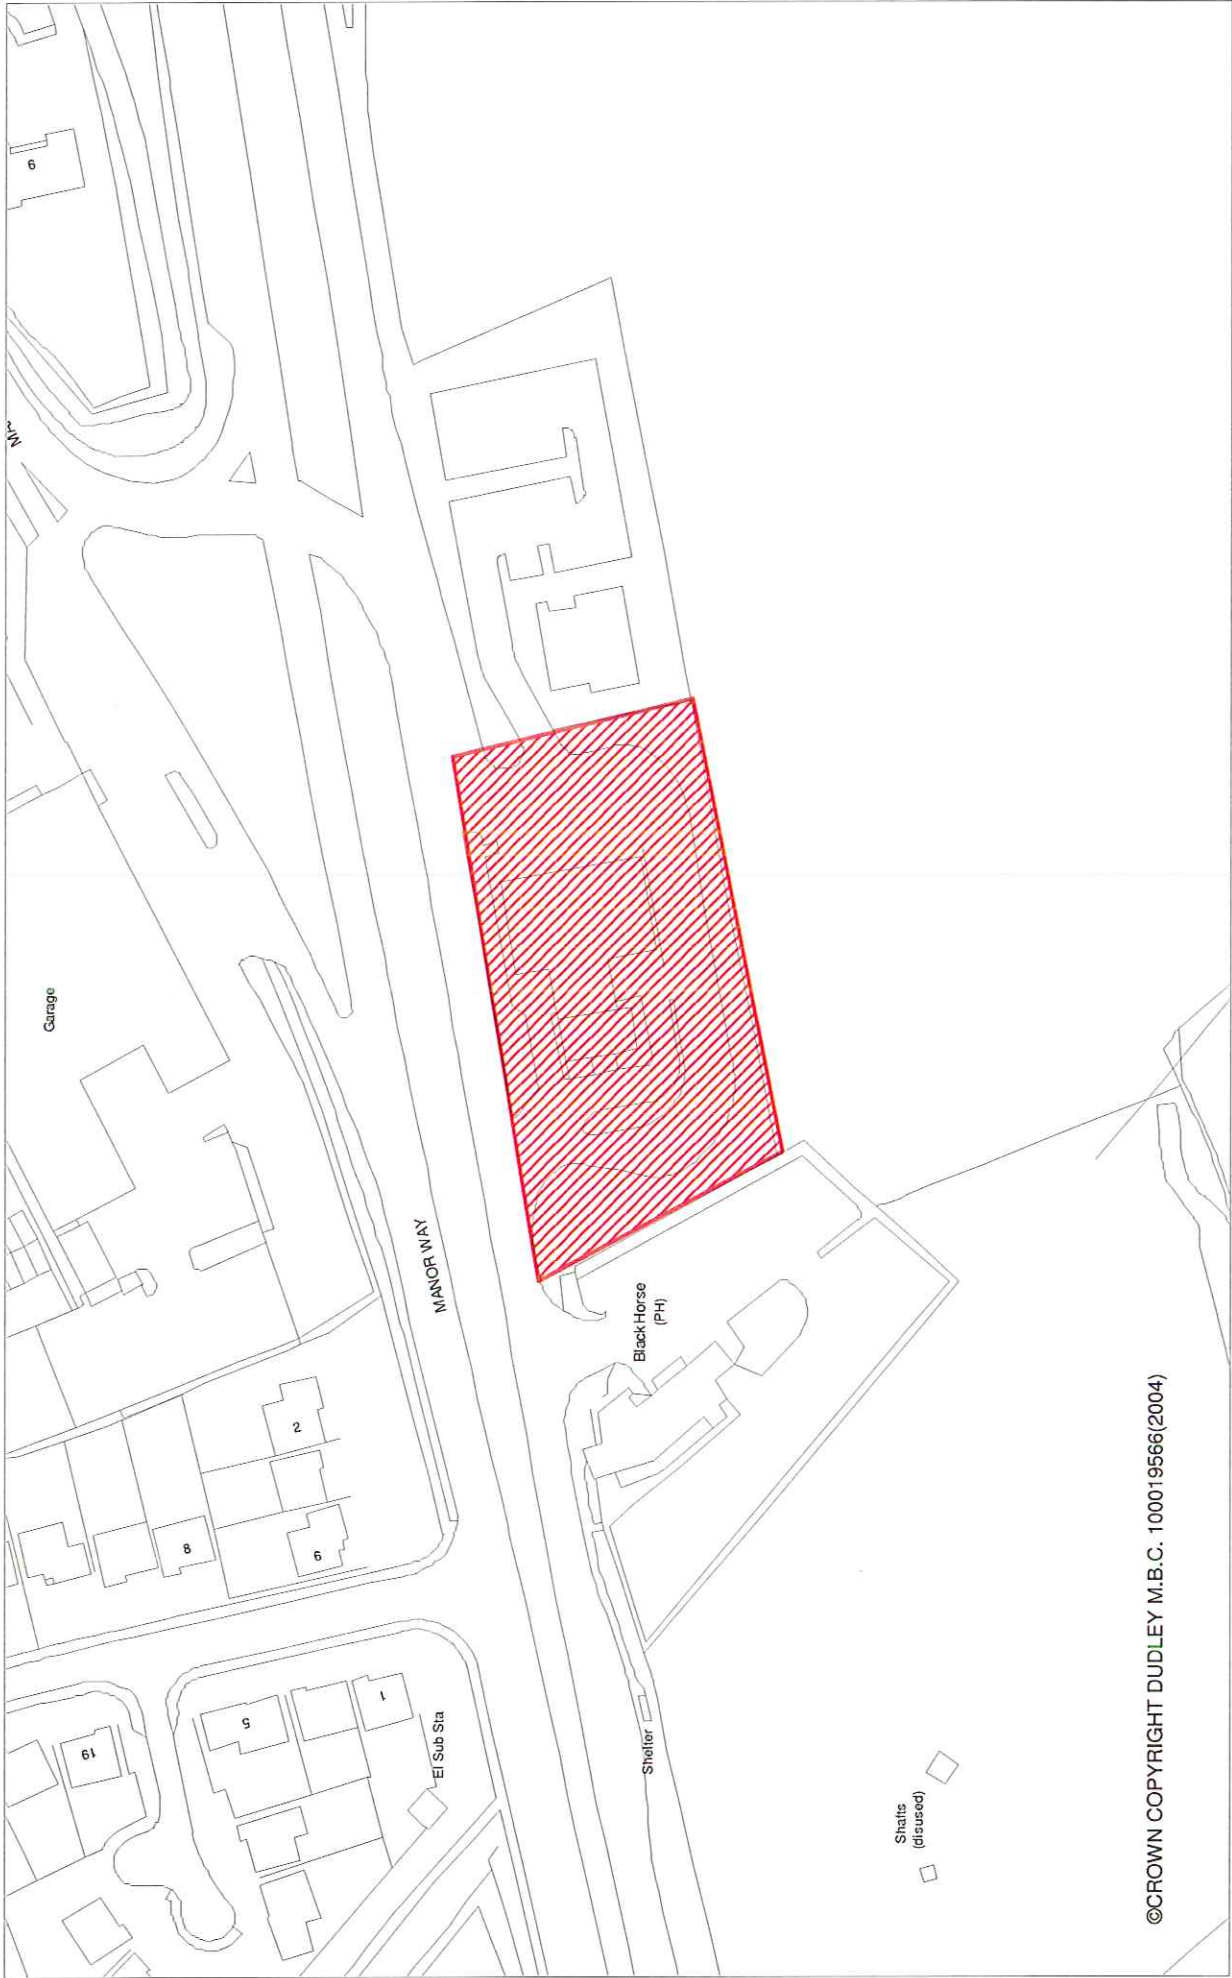 6
Garage
MANOR WAY
Black Horse
(PH)
2
8
6
5
1
19
El Sub Sta
Shelter
Shafts
(disused)
©CROWN COPYRIGHT DUDLEY M.B.C. 100019566(2004)